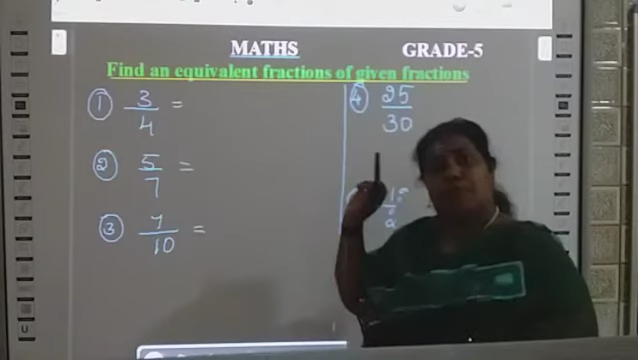 MATHS
GRADE-5
Find an equivalent fractions of given fractions
① 3/4 =
② 5/7 =
③ 7/10 =
④ 25/30